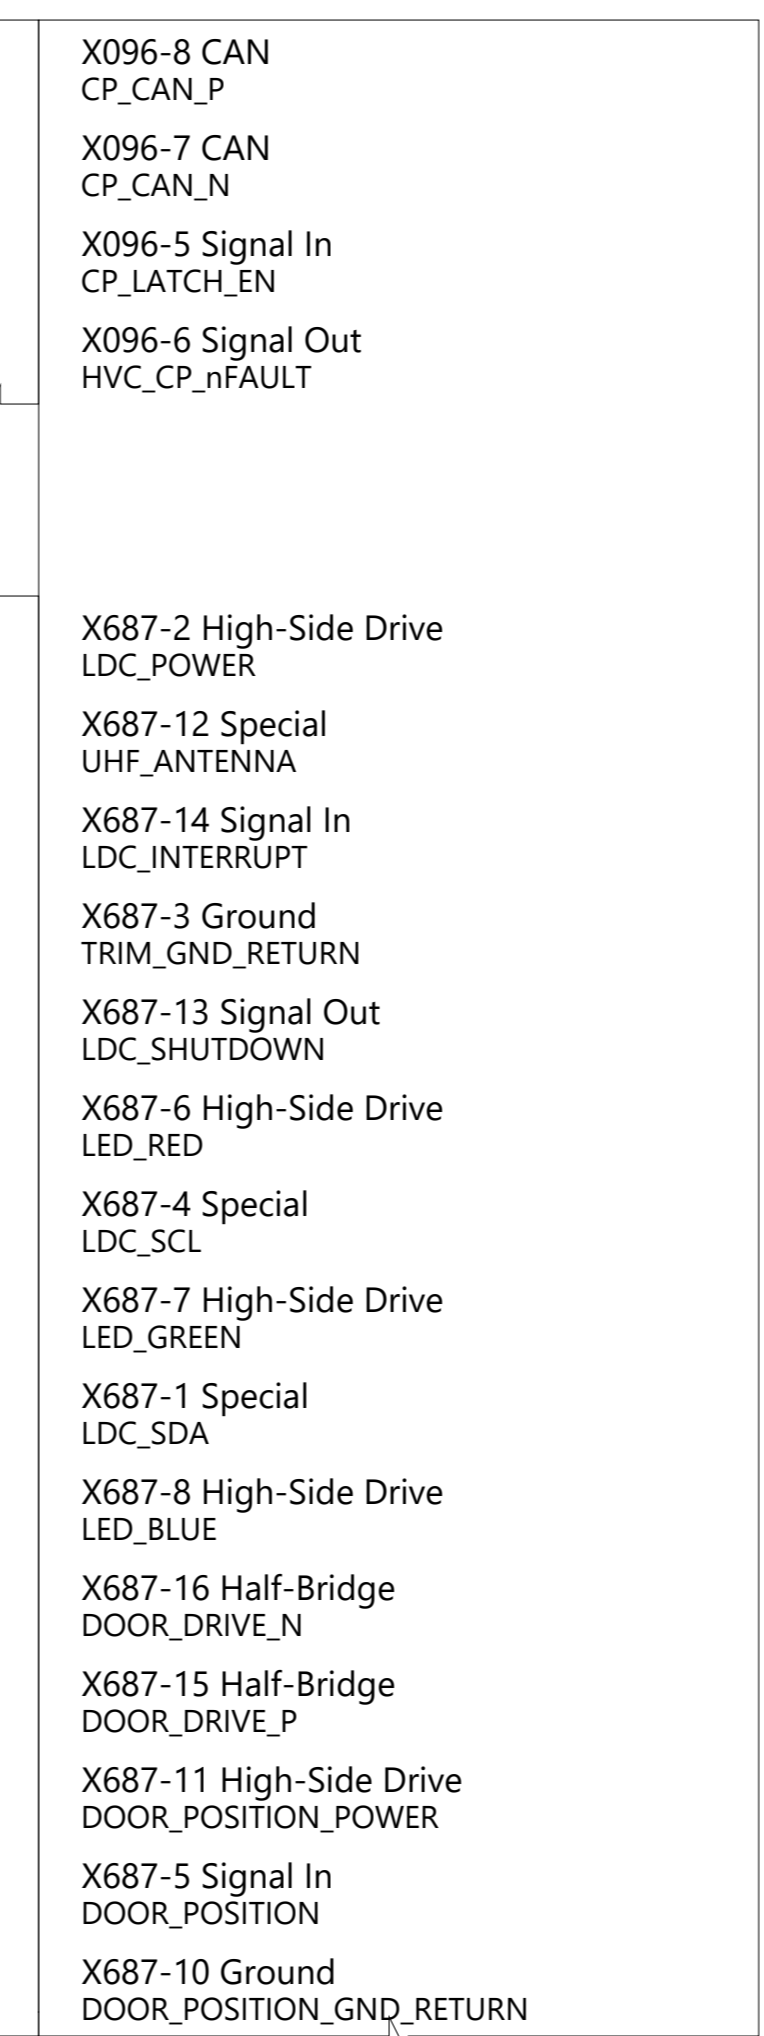 X096-8 CAN
CP_CAN_P
X096-7 CAN
CP_CAN_N
X096-5 Signal In
CP_LATCH_EN
X096-6 Signal Out
HVC_CP_nFAULT
X687-2 High-Side Drive
LDC_POWER
X687-12 Special
UHF_ANTENNA
X687-14 Signal In
LDC_INTERRUPT
X687-3 Ground
TRIM_GND_RETURN
X687-13 Signal Out
LDC_SHUTDOWN
X687-6 High-Side Drive
LED_RED
X687-4 Special
LDC_SCL
X687-7 High-Side Drive
LED_GREEN
X687-1 Special
LDC_SDA
X687-8 High-Side Drive
LED_BLUE
X687-16 Half-Bridge
DOOR_DRIVE_N
X687-15 Half-Bridge
DOOR_DRIVE_P
X687-11 High-Side Drive
DOOR_POSITION_POWER
X687-5 Signal In
DOOR_POSITION
X687-10 Ground
DOOR_POSITION_GND_RETURN